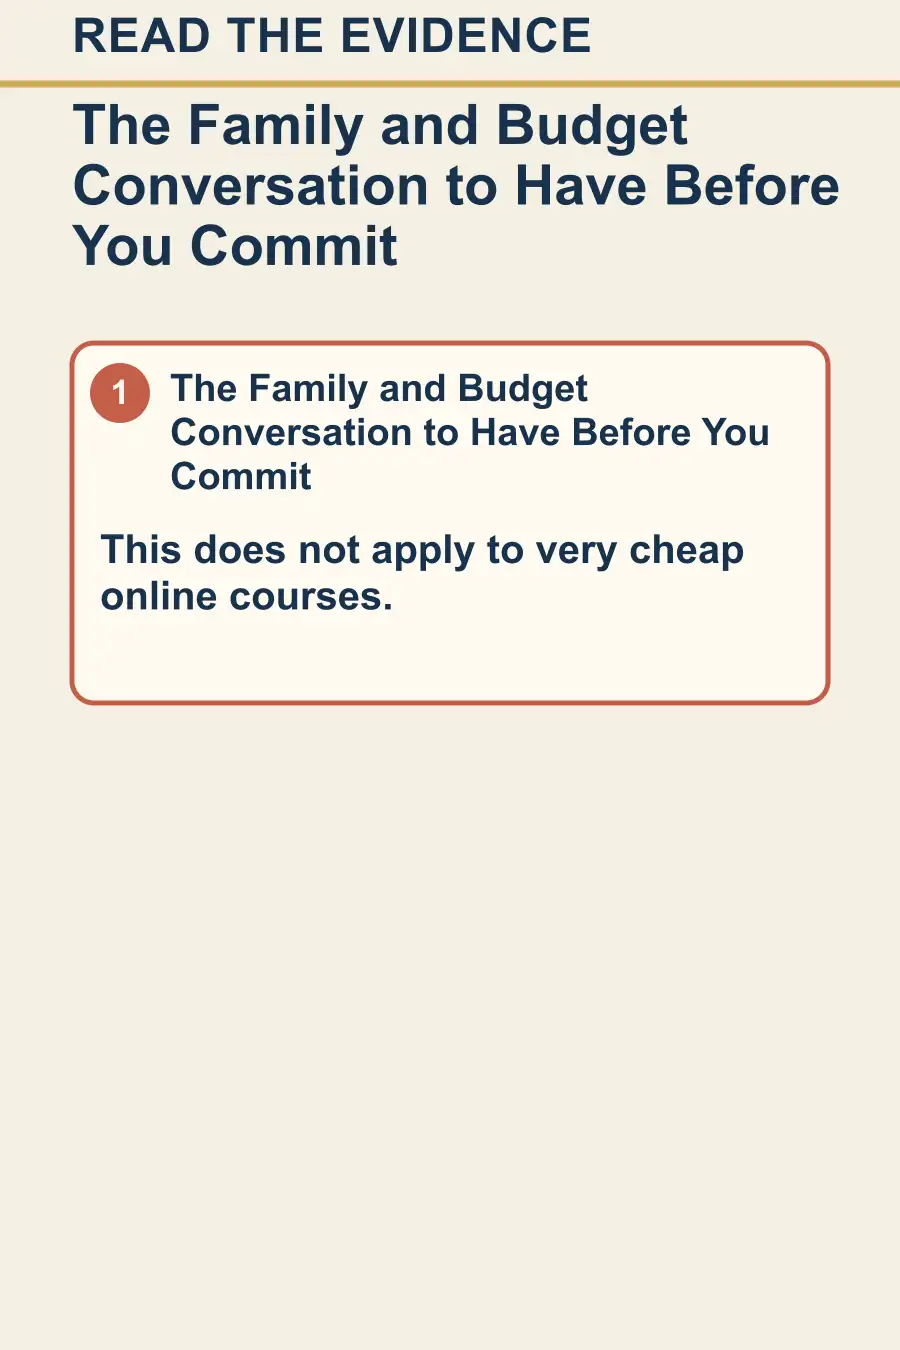 READ THE EVIDENCE
The Family and Budget
Conversation to Have Before
You Commit
1
The Family and Budget
Conversation to Have Before You
Commit
This does not apply to very cheap
online courses.